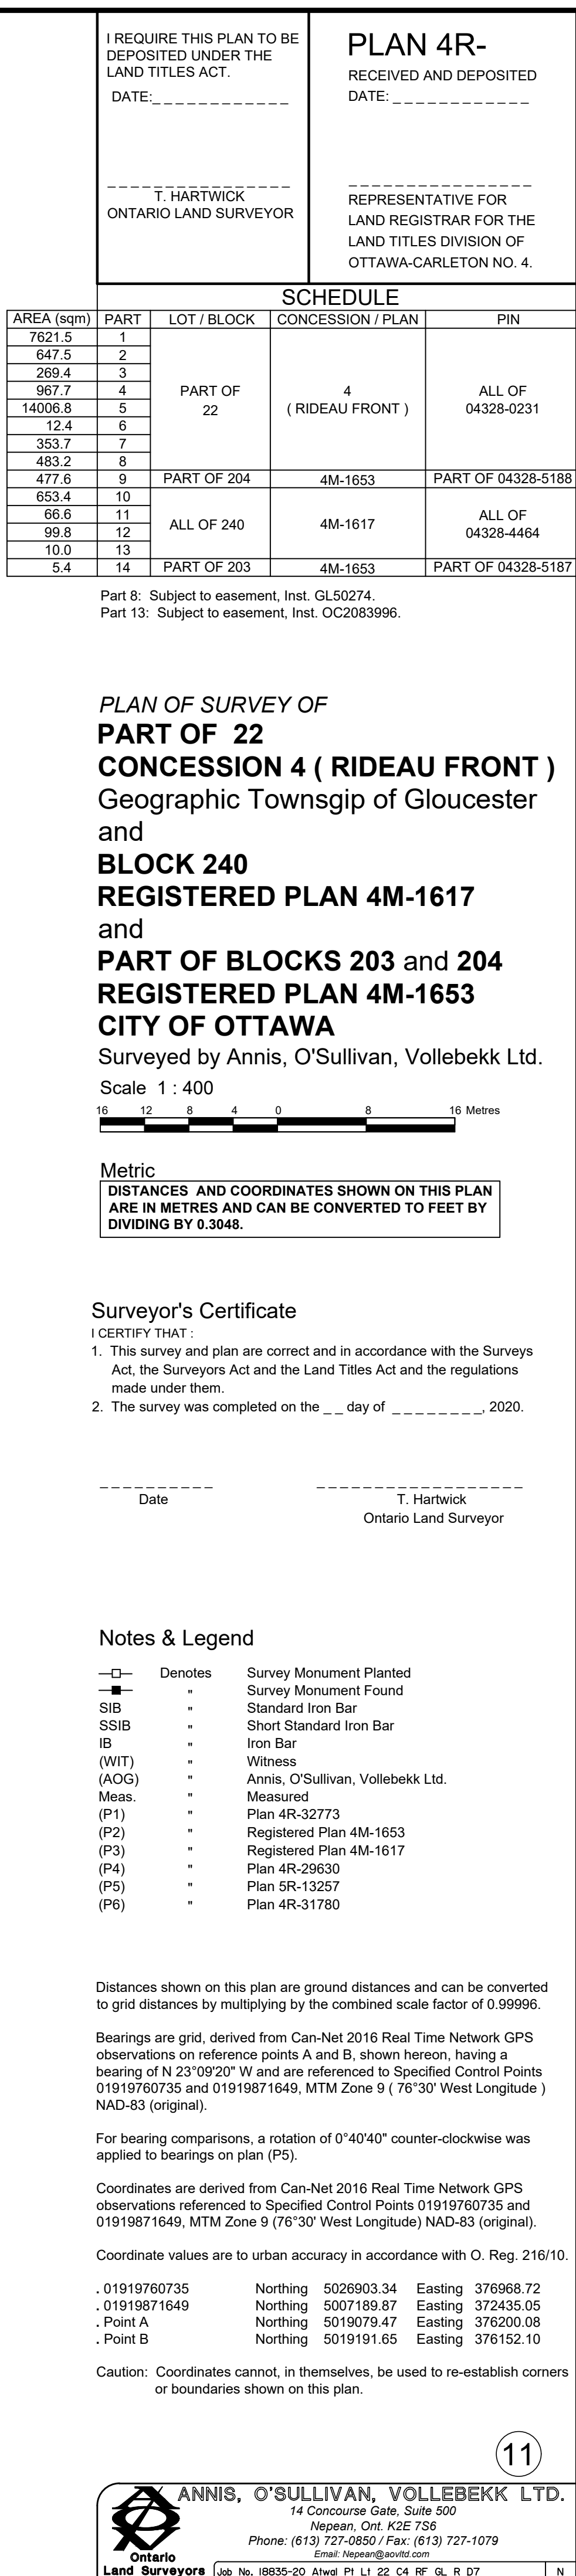 I REQUIRE THIS PLAN TO BE
DEPOSITED UNDER THE
LAND TITLES ACT.
DATE:_ _ _ _ _ _ _ _ _ _ _ _
_ _ _ _ _ _ _ _ _ _ _ _ _ _ _ _
T. HARTWICK
ONTARIO LAND SURVEYOR
PLAN 4R-
RECEIVED AND DEPOSITED
DATE: _ _ _ _ _ _ _ _ _ _ _ _
_ _ _ _ _ _ _ _ _ _ _ _ _ _ _ _
REPRESENTATIVE FOR
LAND REGISTRAR FOR THE
LAND TITLES DIVISION OF
OTTAWA-CARLETON NO. 4.
SCHEDULE
AREA (sqm) PART LOT / BLOCK CONCESSION / PLAN PIN
7621.5 1
647.5 2
269.4 3
967.7 4 PART OF 4 ALL OF
14006.8 5 22 ( RIDEAU FRONT ) 04328-0231
12.4 6
353.7 7
483.2 8
477.6 9 PART OF 204 4M-1653 PART OF 04328-5188
653.4 10
66.6 11 ALL OF 240 4M-1617 ALL OF
99.8 12 04328-4464
10.0 13
5.4 14 PART OF 203 4M-1653 PART OF 04328-5187
Part 8: Subject to easement, Inst. GL50274.
Part 13: Subject to easement, Inst. OC2083996.
PLAN OF SURVEY OF
PART OF 22
CONCESSION 4 ( RIDEAU FRONT )
Geographic Townsgip of Gloucester
and
BLOCK 240
REGISTERED PLAN 4M-1617
and
PART OF BLOCKS 203 and 204
REGISTERED PLAN 4M-1653
CITY OF OTTAWA
Surveyed by Annis, O'Sullivan, Vollebekk Ltd.
Scale 1 : 400
16 12 8 4 0 8 16 Metres
Metric
DISTANCES AND COORDINATES SHOWN ON THIS PLAN
ARE IN METRES AND CAN BE CONVERTED TO FEET BY
DIVIDING BY 0.3048.
Surveyor's Certificate
I CERTIFY THAT :
1. This survey and plan are correct and in accordance with the Surveys
Act, the Surveyors Act and the Land Titles Act and the regulations
made under them.
2. The survey was completed on the _ _ day of _ _ _ _ _ _ _ _, 2020.
_ _ _ _ _ _ _ _ _ _ _ _ _ _ _ _ _ _ _ _ _ _ _ _ _ _ _ _
Date T. Hartwick
Ontario Land Surveyor
Notes & Legend
Denotes Survey Monument Planted
" Survey Monument Found
SIB " Standard Iron Bar
SSIB " Short Standard Iron Bar
IB " Iron Bar
(WIT) " Witness
(AOG) " Annis, O'Sullivan, Vollebekk Ltd.
Meas. " Measured
(P1) " Plan 4R-32773
(P2) " Registered Plan 4M-1653
(P3) " Registered Plan 4M-1617
(P4) " Plan 4R-29630
(P5) " Plan 5R-13257
(P6) " Plan 4R-31780
Distances shown on this plan are ground distances and can be converted
to grid distances by multiplying by the combined scale factor of 0.99996.
Bearings are grid, derived from Can-Net 2016 Real Time Network GPS
observations on reference points A and B, shown hereon, having a
bearing of N 23°09'20" W and are referenced to Specified Control Points
01919760735 and 01919871649, MTM Zone 9 ( 76°30' West Longitude )
NAD-83 (original).
For bearing comparisons, a rotation of 0°40'40" counter-clockwise was
applied to bearings on plan (P5).
Coordinates are derived from Can-Net 2016 Real Time Network GPS
observations referenced to Specified Control Points 01919760735 and
01919871649, MTM Zone 9 (76°30' West Longitude) NAD-83 (original).
Coordinate values are to urban accuracy in accordance with O. Reg. 216/10.
. 01919760735 Northing 5026903.34 Easting 376968.72
. 01919871649 Northing 5007189.87 Easting 372435.05
. Point A Northing 5019079.47 Easting 376200.08
. Point B Northing 5019191.65 Easting 376152.10
Caution: Coordinates cannot, in themselves, be used to re-establish corners
or boundaries shown on this plan.
11
ANNIS, O'SULLIVAN, VOLLEBEKK LTD.
14 Concourse Gate, Suite 500
Nepean, Ont. K2E 7S6
Phone: (613) 727-0850 / Fax: (613) 727-1079
Email: Nepean@aovltd.com
Ontario
Land Surveyors
Job No. 18835-20 Atwal Pt Lt 22 C4 RF GL R D7 N